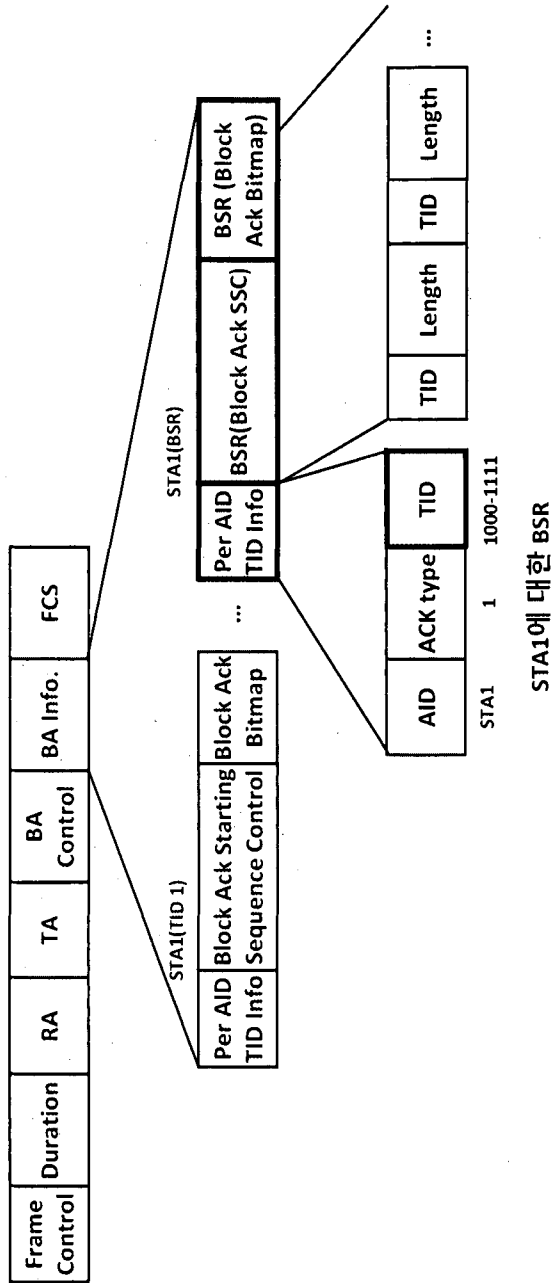 Frame
Control
Duration
RA
TA
BA
Control
BA Info.
FCS
STA1(TID 1)
STA1(BSR)
Per AID
TID Info
Block Ack Starting
Sequence Control
Block Ack
Bitmap
...
Per AID
TID Info
BSR(Block Ack SSC)
BSR (Block
Ack Bitmap)
AID
ACK type
TID
TID
Length
TID
Length
...
STA1
1
1000-1111
STA1에 대한 BSR